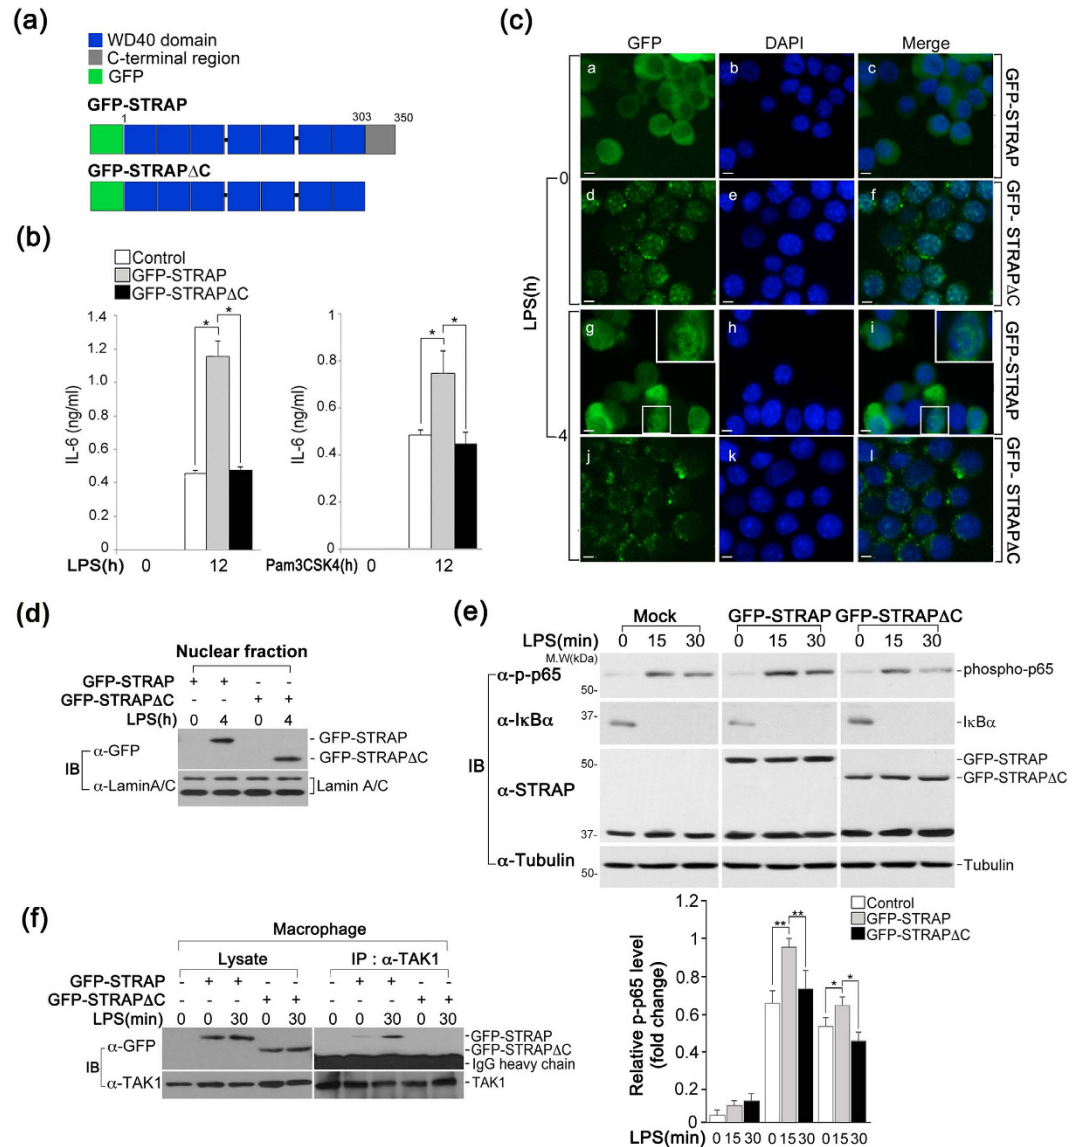 (a)
WD40 domain
C-terminal region
GFP
GFP-STRAP
1 303 350
GFP-STRAPΔC
(b)
Control
GFP-STRAP
GFP-STRAPΔC
IL-6 (ng/ml)
1.4
1.2
1.0
0.8
0.6
0.4
0.2
0
* *
LPS(h) 0 12
IL-6 (ng/ml)
1
0.8
0.6
0.4
0.2
0
* *
Pam3CSK4(h) 0 12
(c)
GFP DAPI Merge
LPS(h)
0
4
a b c
GFP-STRAP
d e f
GFP- STRAPΔC
g h i
GFP-STRAP
j k l
GFP- STRAPΔC
(d)
Nuclear fraction
GFP-STRAP + + - -
GFP-STRAPΔC - - + +
LPS(h) 0 4 0 4
IB
α-GFP
GFP-STRAP
GFP-STRAPΔC
α-LaminA/C
Lamin A/C
(e)
Mock GFP-STRAP GFP-STRAPΔC
LPS(min) 0 15 30 0 15 30 0 15 30
M.W(kDa)
IB
α-p-p65
50-
phospho-p65
α-IκBα
37-
IκBα
α-STRAP
50-
GFP-STRAP
GFP-STRAPΔC
37-
α-Tubulin
50-
Tubulin
Control
GFP-STRAP
GFP-STRAPΔC
Relative p-p65 level
(fold change)
1.2
1
0.8
0.6
0.4
0.2
0
** ** * *
LPS(min) 0 15 30 0 15 30 0 15 30
(f)
Macrophage
Lysate IP : α-TAK1
GFP-STRAP - + + - - - + + - -
GFP-STRAPΔC - - - + + - - - + +
LPS(min) 0 0 30 0 30 0 0 30 0 30
IB
α-GFP
GFP-STRAP
GFP-STRAPΔC
IgG heavy chain
α-TAK1
TAK1